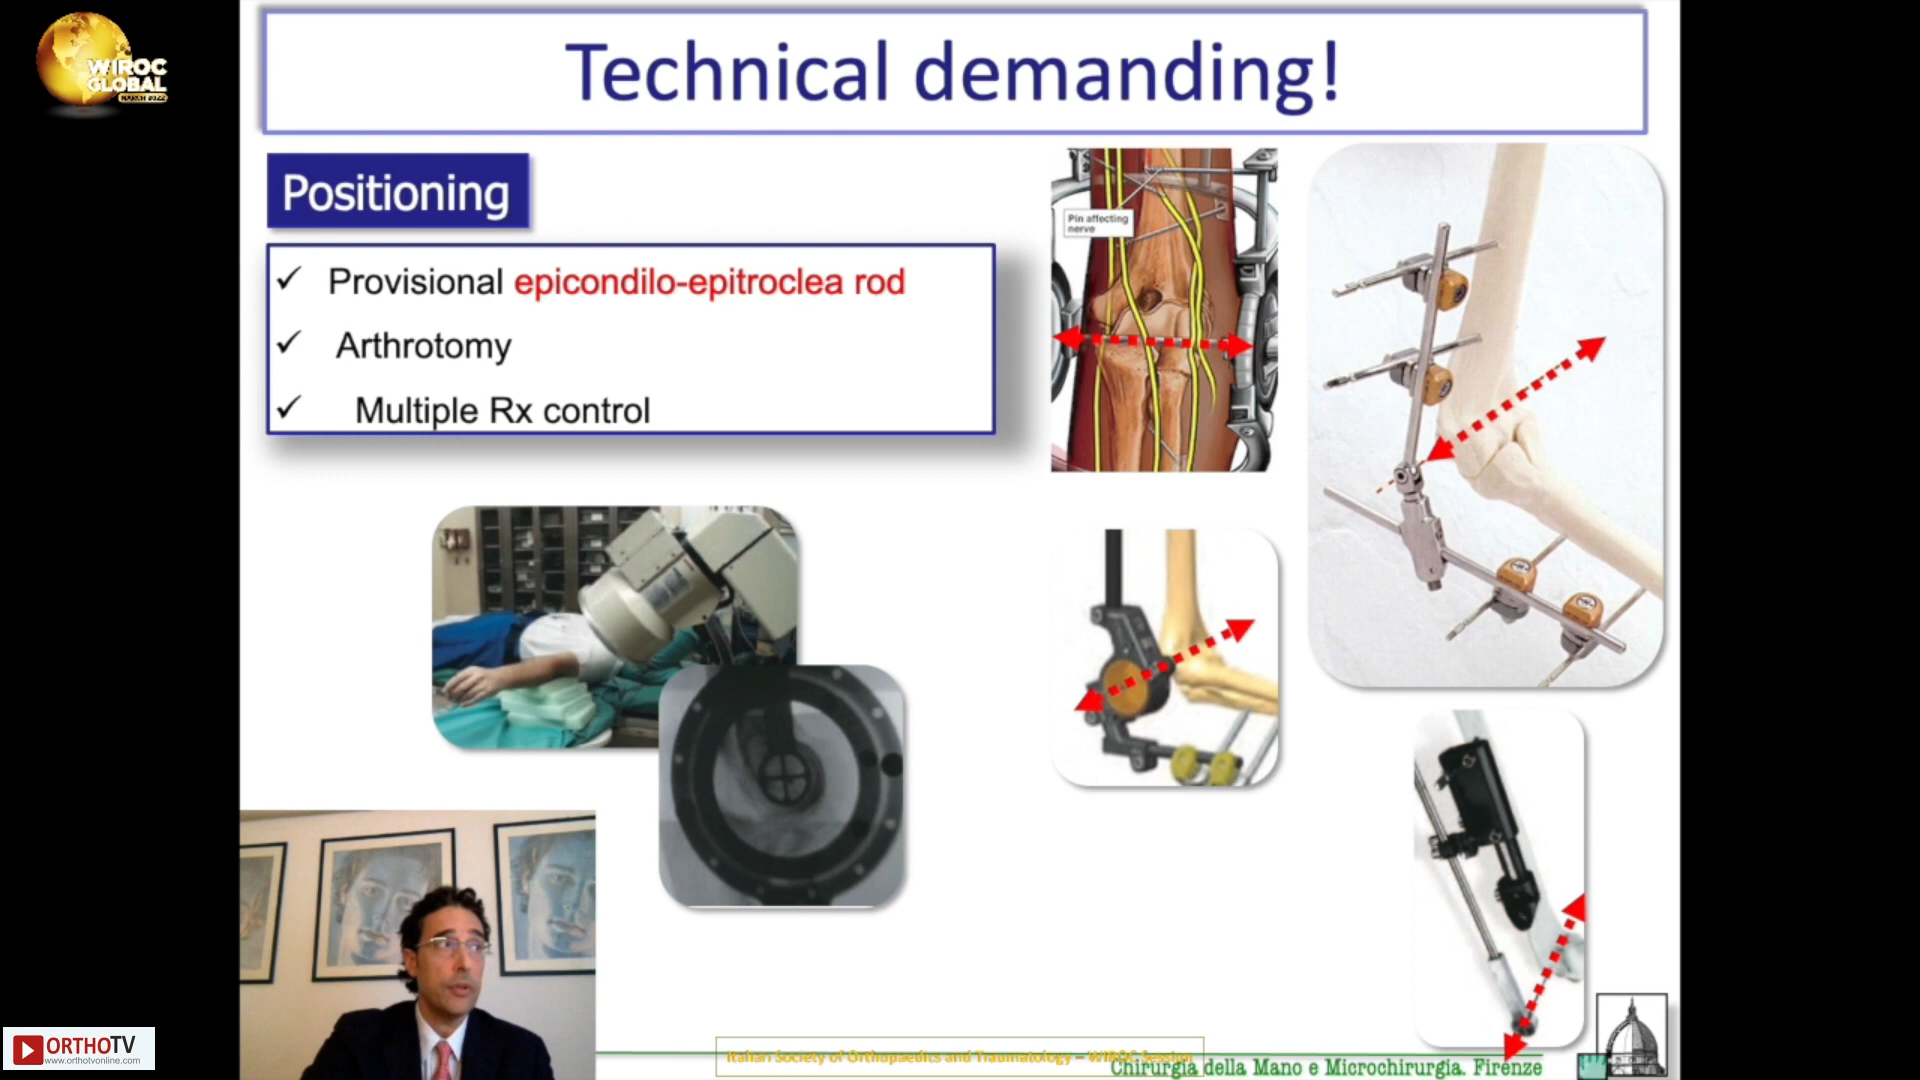 WIROC
GLOBAL
MARCH 2022
Technical demanding!
Positioning
✓ Provisional epicondilo-epitroclea rod
✓ Arthrotomy
✓ Multiple Rx control
Pin affecting
nerve
ORTHOTV
www.orthotvonline.com
Italian Society of Orthopaedics and Traumatology – WIROC Session
Chirurgia della Mano e Microchirurgia. Firenze